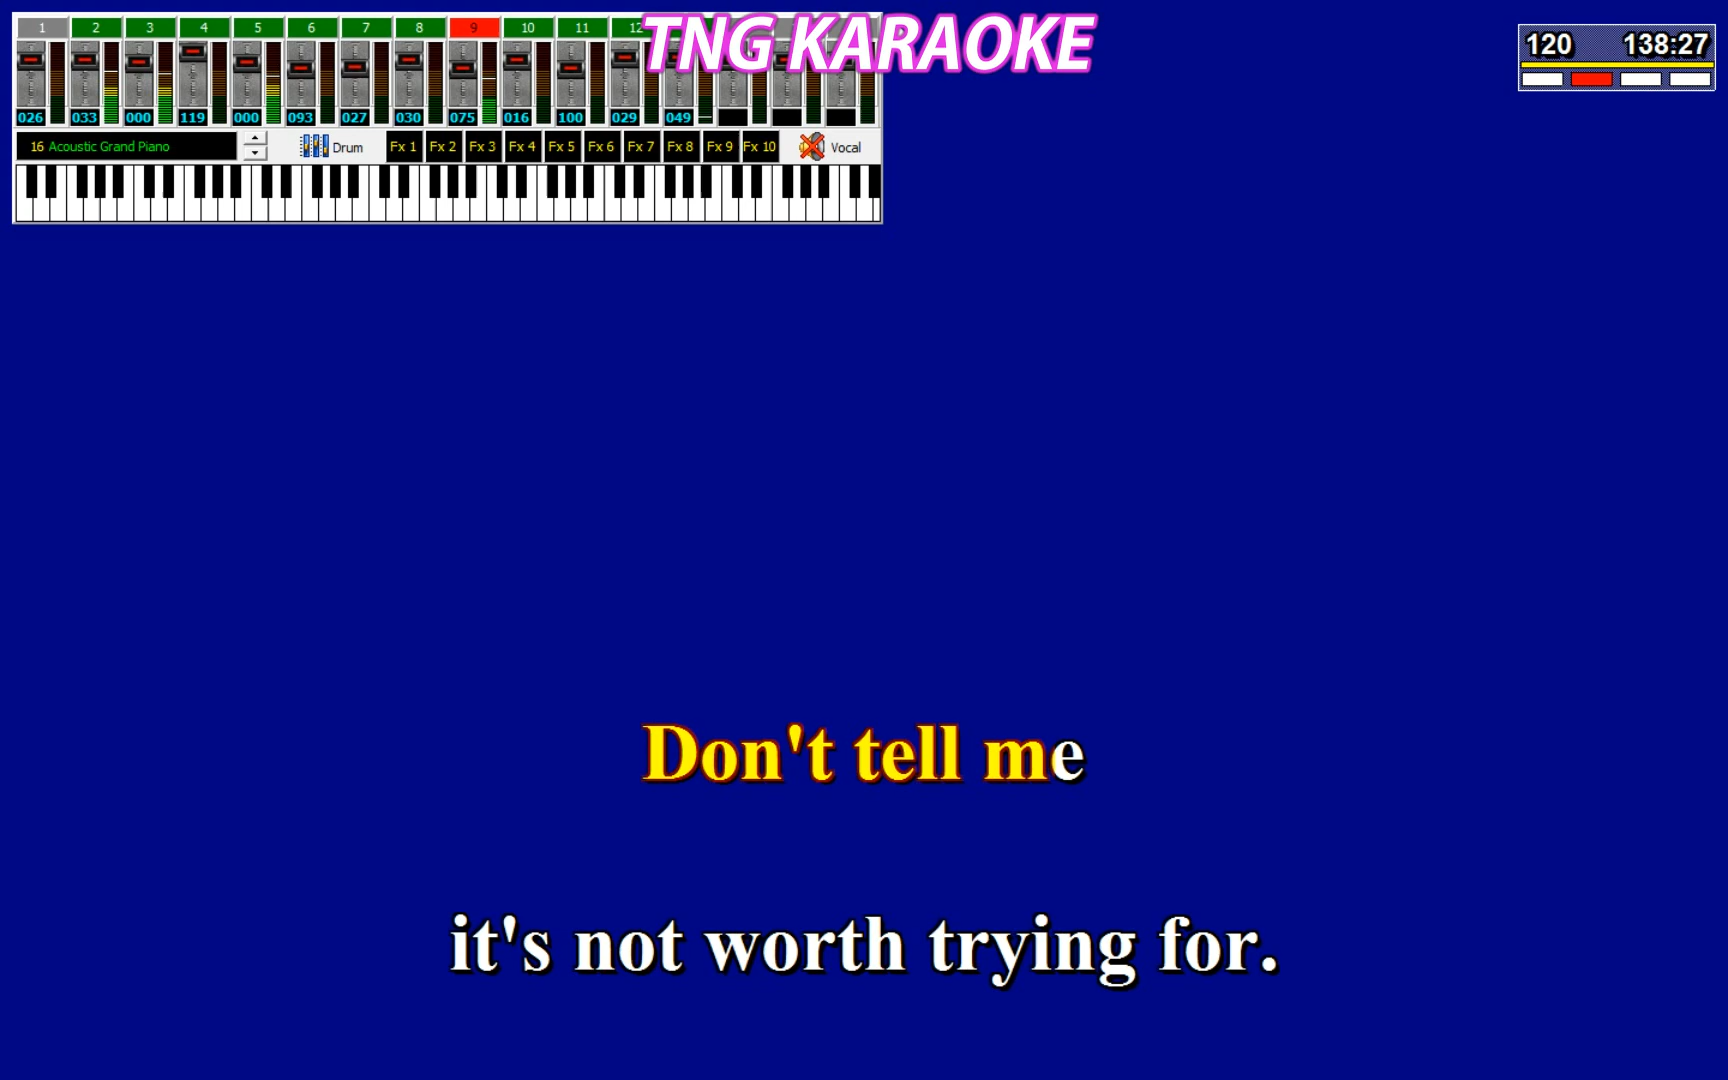 1 2 3 4 5 6 7 8 9 10 11 12
TNG KARAOKE
120 138:27
026 033 000 119 000 093 027 030 075 016 100 029 049
16 Acoustic Grand Piano Drum Fx 1 Fx 2 Fx 3 Fx 4 Fx 5 Fx 6 Fx 7 Fx 8 Fx 9 Fx 10 Vocal
Don't tell me
it's not worth trying for.